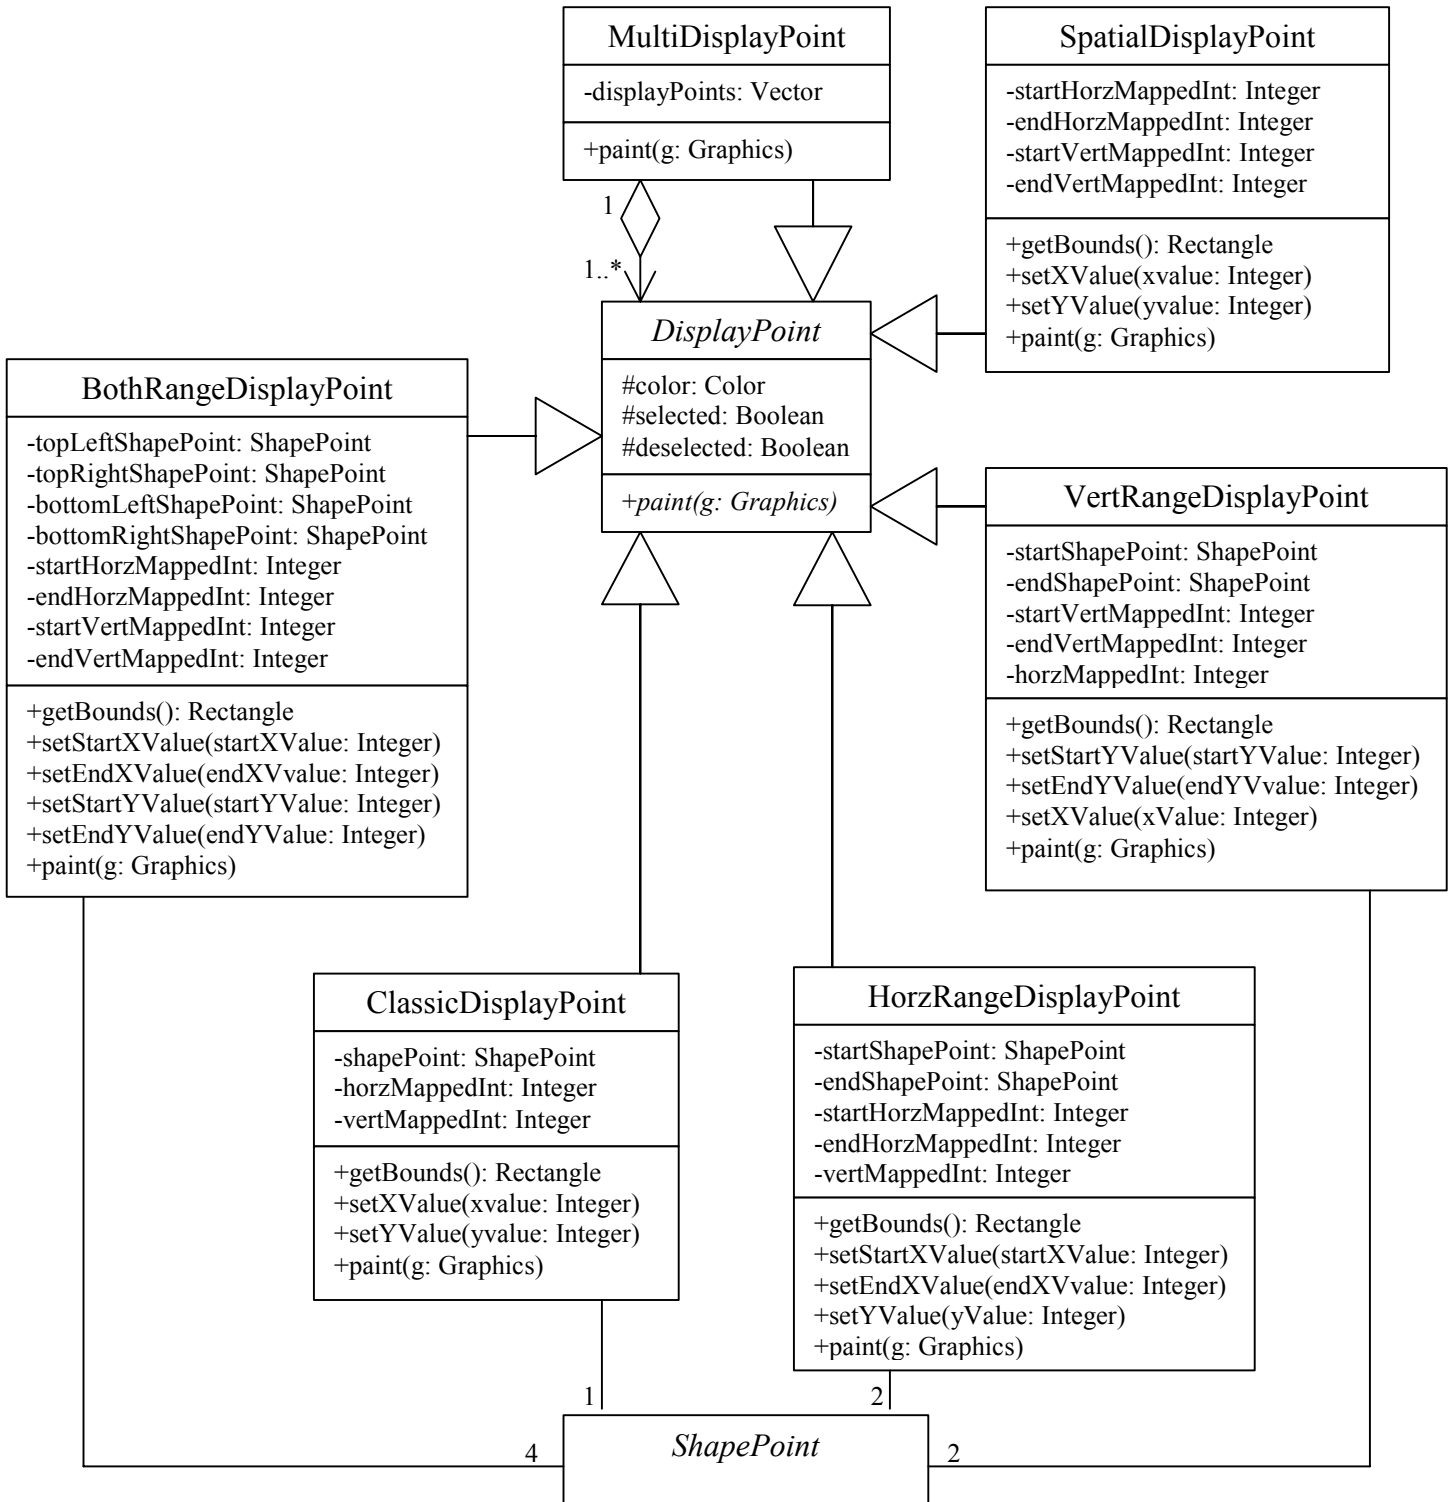 MultiDisplayPoint
-displayPoints: Vector
+paint(g: Graphics)
1
1..*
SpatialDisplayPoint
-startHorzMappedInt: Integer
-endHorzMappedInt: Integer
-startVertMappedInt: Integer
-endVertMappedInt: Integer
+getBounds(): Rectangle
+setXValue(xvalue: Integer)
+setYValue(yvalue: Integer)
+paint(g: Graphics)
DisplayPoint
#color: Color
#selected: Boolean
#deselected: Boolean
+paint(g: Graphics)
BothRangeDisplayPoint
-topLeftShapePoint: ShapePoint
-topRightShapePoint: ShapePoint
-bottomLeftShapePoint: ShapePoint
-bottomRightShapePoint: ShapePoint
-startHorzMappedInt: Integer
-endHorzMappedInt: Integer
-startVertMappedInt: Integer
-endVertMappedInt: Integer
+getBounds(): Rectangle
+setStartXValue(startXValue: Integer)
+setEndXValue(endXVvalue: Integer)
+setStartYValue(startYValue: Integer)
+setEndYValue(endYValue: Integer)
+paint(g: Graphics)
VertRangeDisplayPoint
-startShapePoint: ShapePoint
-endShapePoint: ShapePoint
-startVertMappedInt: Integer
-endVertMappedInt: Integer
-horzMappedInt: Integer
+getBounds(): Rectangle
+setStartYValue(startYValue: Integer)
+setEndYValue(endYVvalue: Integer)
+setXValue(xValue: Integer)
+paint(g: Graphics)
ClassicDisplayPoint
-shapePoint: ShapePoint
-horzMappedInt: Integer
-vertMappedInt: Integer
+getBounds(): Rectangle
+setXValue(xvalue: Integer)
+setYValue(yvalue: Integer)
+paint(g: Graphics)
HorzRangeDisplayPoint
-startShapePoint: ShapePoint
-endShapePoint: ShapePoint
-startHorzMappedInt: Integer
-endHorzMappedInt: Integer
-vertMappedInt: Integer
+getBounds(): Rectangle
+setStartXValue(startXValue: Integer)
+setEndXValue(endXVvalue: Integer)
+setYValue(yValue: Integer)
+paint(g: Graphics)
1
2
4
ShapePoint
2